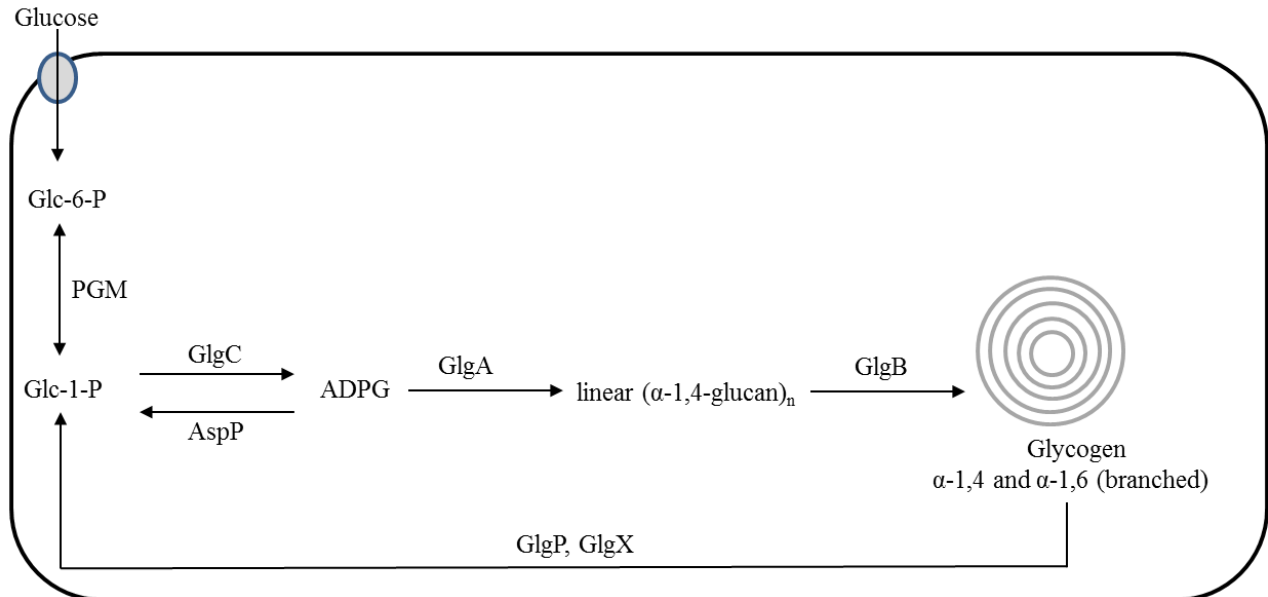 Glucose
Glc-6-P
PGM
Glc-1-P
GlgC
AspP
ADPG
GlgA
linear (α-1,4-glucan)n
GlgB
Glycogen
α-1,4 and α-1,6 (branched)
GlgP, GlgX